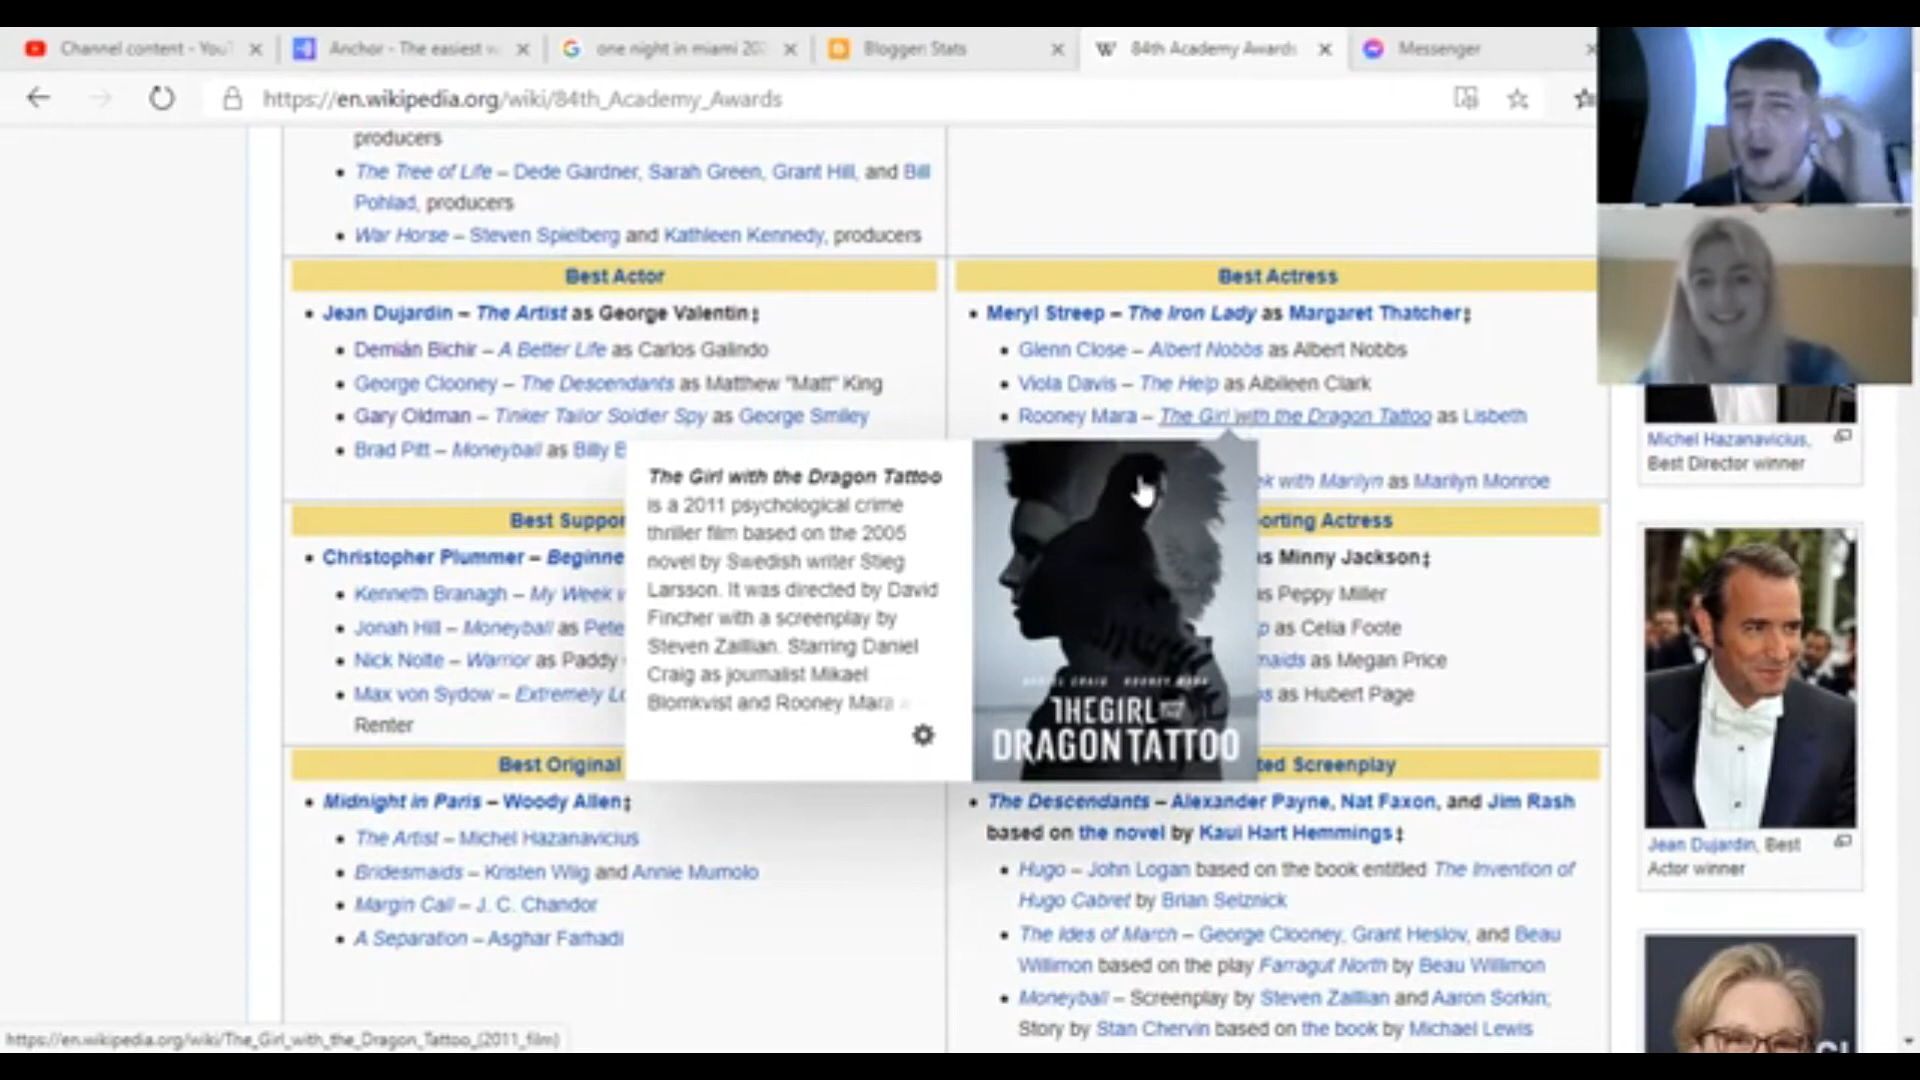 Channel content - YouT
Anchor - The easiest w
one night in miami 202
Blogger: Stats
84th Academy Awards
Messenger
https://en.wikipedia.org/wiki/84th_Academy_Awards
producers
The Tree of Life – Dede Gardner, Sarah Green, Grant Hill, and Bill
Pohlad, producers
War Horse – Steven Spielberg and Kathleen Kennedy, producers
Best Actor
Jean Dujardin – The Artist as George Valentin‡
Demián Bichir – A Better Life as Carlos Galindo
George Clooney – The Descendants as Matthew "Matt" King
Gary Oldman – Tinker Tailor Soldier Spy as George Smiley
Brad Pitt – Moneyball as Billy B
Best Actress
Meryl Streep – The Iron Lady as Margaret Thatcher‡
Glenn Close – Albert Nobbs as Albert Nobbs
Viola Davis – The Help as Aibileen Clark
Rooney Mara – The Girl with the Dragon Tattoo as Lisbeth
ek with Marilyn as Marilyn Monroe
The Girl with the Dragon Tattoo
is a 2011 psychological crime
thriller film based on the 2005
novel by Swedish writer Stieg
Larsson. It was directed by David
Fincher with a screenplay by
Steven Zaillian. Starring Daniel
Craig as journalist Mikael
Blomkvist and Rooney Mara a
DANIEL CRAIG ROONEY MARA
THE GIRL WITH THE
DRAGON TATTOO
Best Suppor
Christopher Plummer – Beginne
Kenneth Branagh – My Week w
Jonah Hill – Moneyball as Pete
Nick Nolte – Warrior as Paddy
Max von Sydow – Extremely Lo
Renter
orting Actress
as Minny Jackson‡
as Peppy Miller
p as Celia Foote
maids as Megan Price
bs as Hubert Page
Best Original
Midnight in Paris – Woody Allen‡
The Artist – Michel Hazanavicius
Bridesmaids – Kristen Wiig and Annie Mumolo
Margin Call – J. C. Chandor
A Separation – Asghar Farhadi
ted Screenplay
The Descendants – Alexander Payne, Nat Faxon, and Jim Rash
based on the novel by Kaui Hart Hemmings‡
Hugo – John Logan based on the book entitled The Invention of
Hugo Cabret by Brian Selznick
The Ides of March – George Clooney, Grant Heslov, and Beau
Willimon based on the play Farragut North by Beau Willimon
Moneyball – Screenplay by Steven Zaillian and Aaron Sorkin;
Story by Stan Chervin based on the book by Michael Lewis
Michel Hazanavicius,
Best Director winner
Jean Dujardin, Best
Actor winner
https://en.wikipedia.org/wiki/The_Girl_with_the_Dragon_Tattoo_(2011_film)